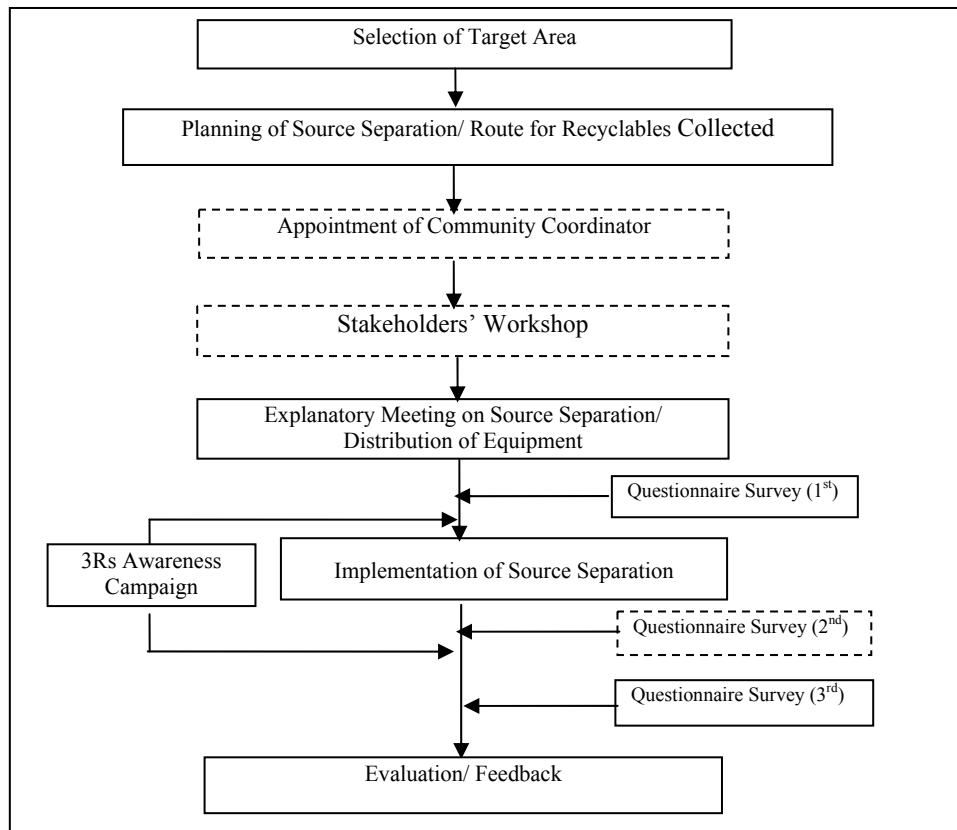 Selection of Target Area
Planning of Source Separation/ Route for Recyclables Collected
Appointment of Community Coordinator
Stakeholders’ Workshop
Explanatory Meeting on Source Separation/
Distribution of Equipment
Questionnaire Survey (1st)
3Rs Awareness
Campaign
Implementation of Source Separation
Questionnaire Survey (2nd)
Questionnaire Survey (3rd)
Evaluation/ Feedback